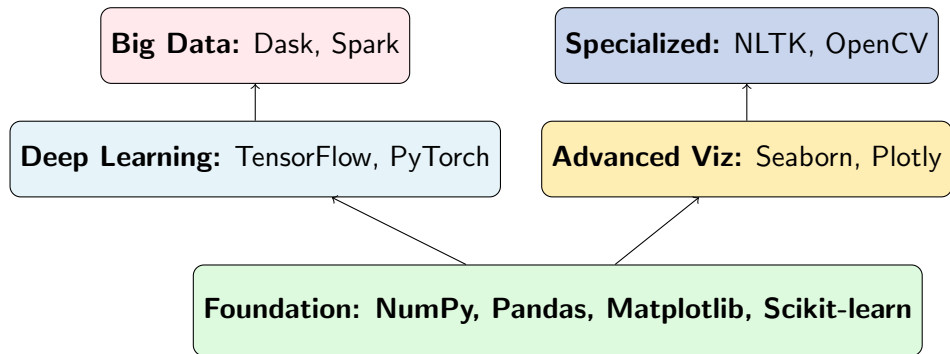 Big Data: Dask, Spark
Specialized: NLTK, OpenCV
Deep Learning: TensorFlow, PyTorch
Advanced Viz: Seaborn, Plotly
Foundation: NumPy, Pandas, Matplotlib, Scikit-learn